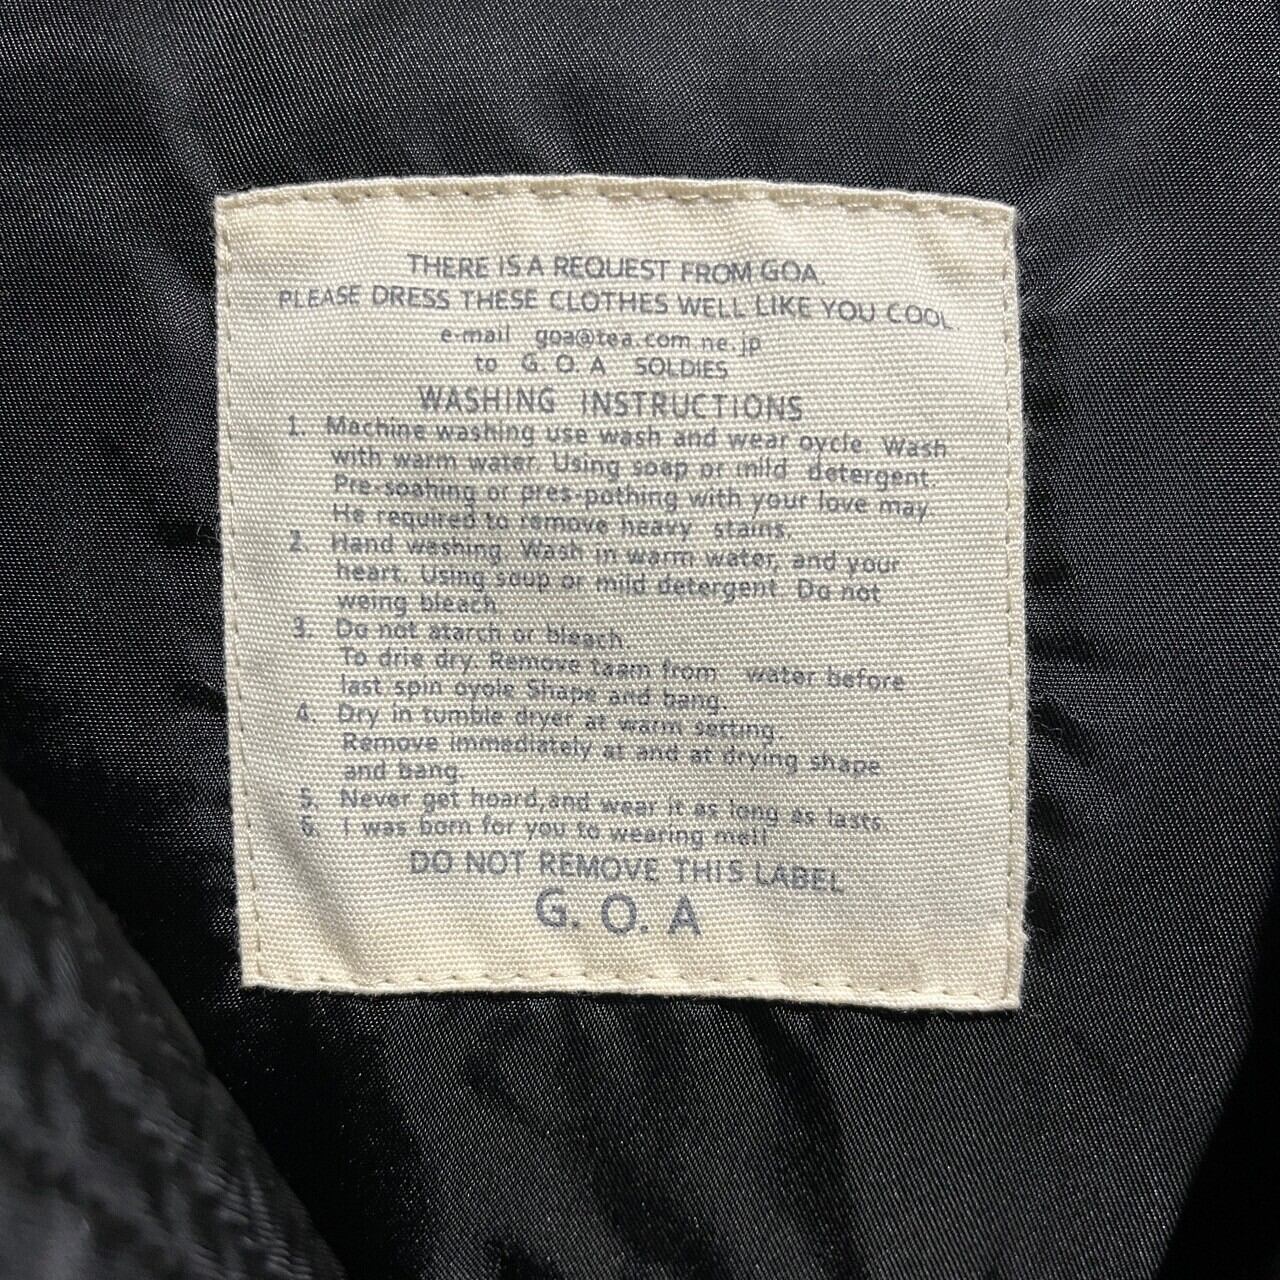 THERE IS A REQUEST FROM GOA.
PLEASE DRESS THESE CLOTHES WELL LIKE YOU COOL.
e-mail goa@tea.com.ne.jp
to G. O. A SOLDIES
WASHING INSTRUCTIONS
1. Machine washing use wash and wear oycle. Wash
with warm water. Using soap or mild detergent.
Pre-soahing or pres-pothing with your love may
He required to remove heavy stains.
2. Hand washing. Wash in warm water, and your
heart. Using soup or mild detergent. Do not
weing bleach
3. Do not atarch or bleach.
To drie dry. Remove taam from water before
last spin oyole Shape and bang.
4. Dry in tumble dryer at warm setting.
Remove immediately at and at drying shape
and bang.
5. Never get hoard,and wear it as long as lasts.
6. I was born for you to wearing me!!
DO NOT REMOVE THIS LABEL
G. O. A